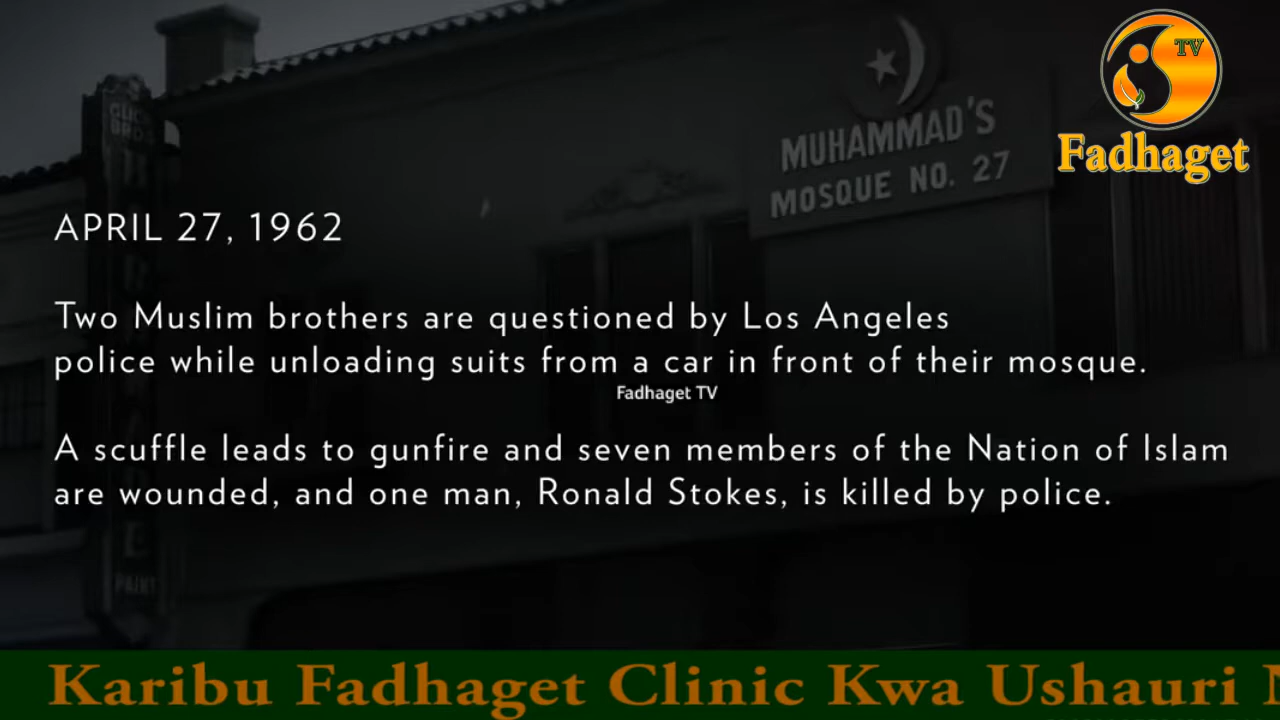 TV
Fadhaget
MUHAMMAD'S
MOSQUE NO. 27
APRIL 27, 1962
Two Muslim brothers are questioned by Los Angeles
police while unloading suits from a car in front of their mosque.
Fadhaget TV
A scuffle leads to gunfire and seven members of the Nation of Islam
are wounded, and one man, Ronald Stokes, is killed by police.
PAINT
Karibu Fadhaget Clinic Kwa Ushauri